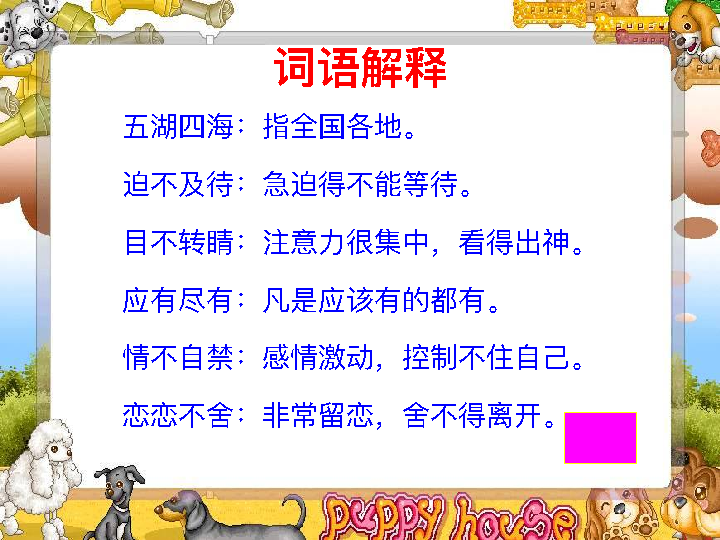 词语解释
五湖四海：指全国各地。
迫不及待：急迫得不能等待。
目不转睛：注意力很集中，看得出神。
应有尽有：凡是应该有的都有。
情不自禁：感情激动，控制不住自己。
恋恋不舍：非常留恋，舍不得离开。
puppy house